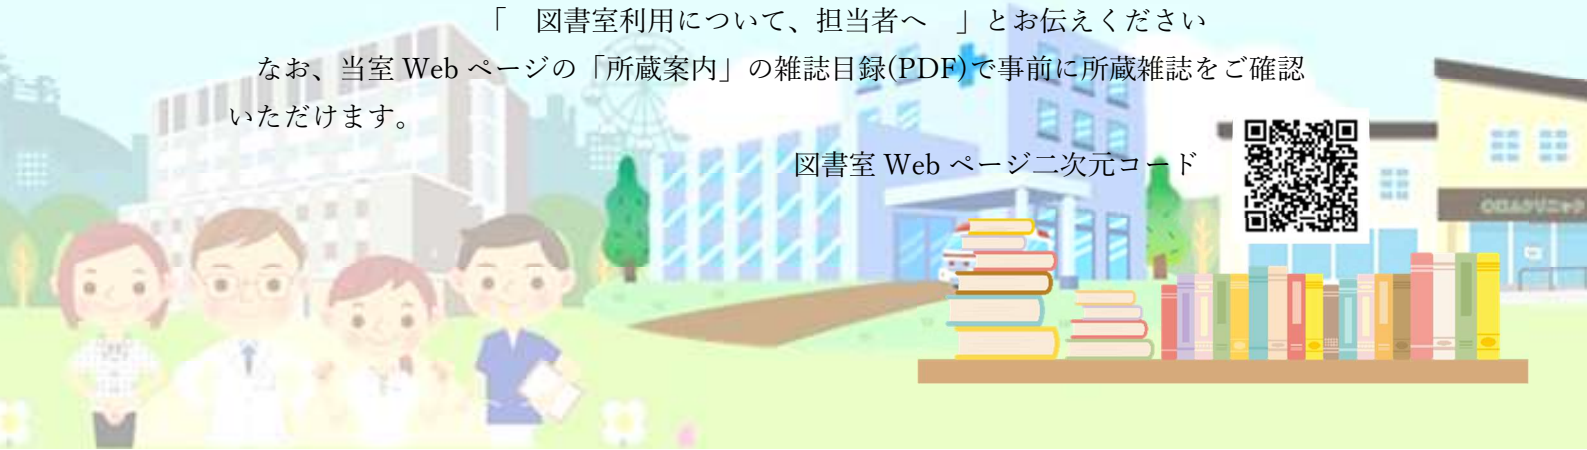 「　図書室利用について、担当者へ　」とお伝えください
なお、当室 Web ページの「所蔵案内」の雑誌目録(PDF)で事前に所蔵雑誌をご確認
いただけます。
図書室 Web ページ二次元コード